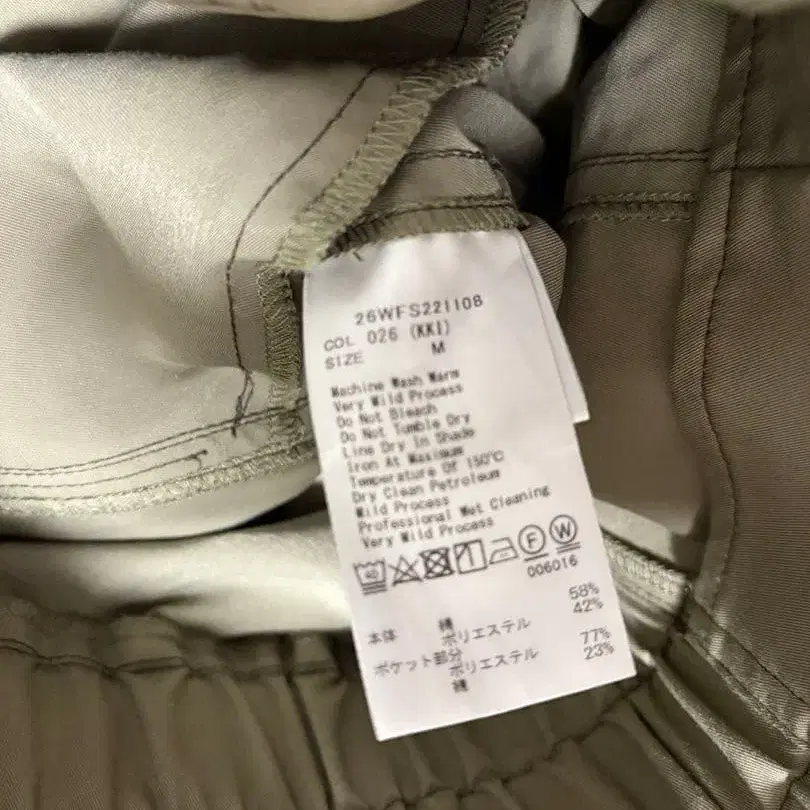 26WFS221108
COL 026 (KKI)
SIZE M
Machine Wash Warm
Very Mild Process
Do Not Bleach
Do Not Tumble Dry
Line Dry In Shade
Iron At Maximum
Temperature Of 150℃
Dry Clean Petroleum
Mild Process
Professional Wet Cleaning
Very Mild Process
40 F W
006016
本体 綿 58%
ポリエステル 42%
ポケット部分 ポリエステル 77%
綿 23%